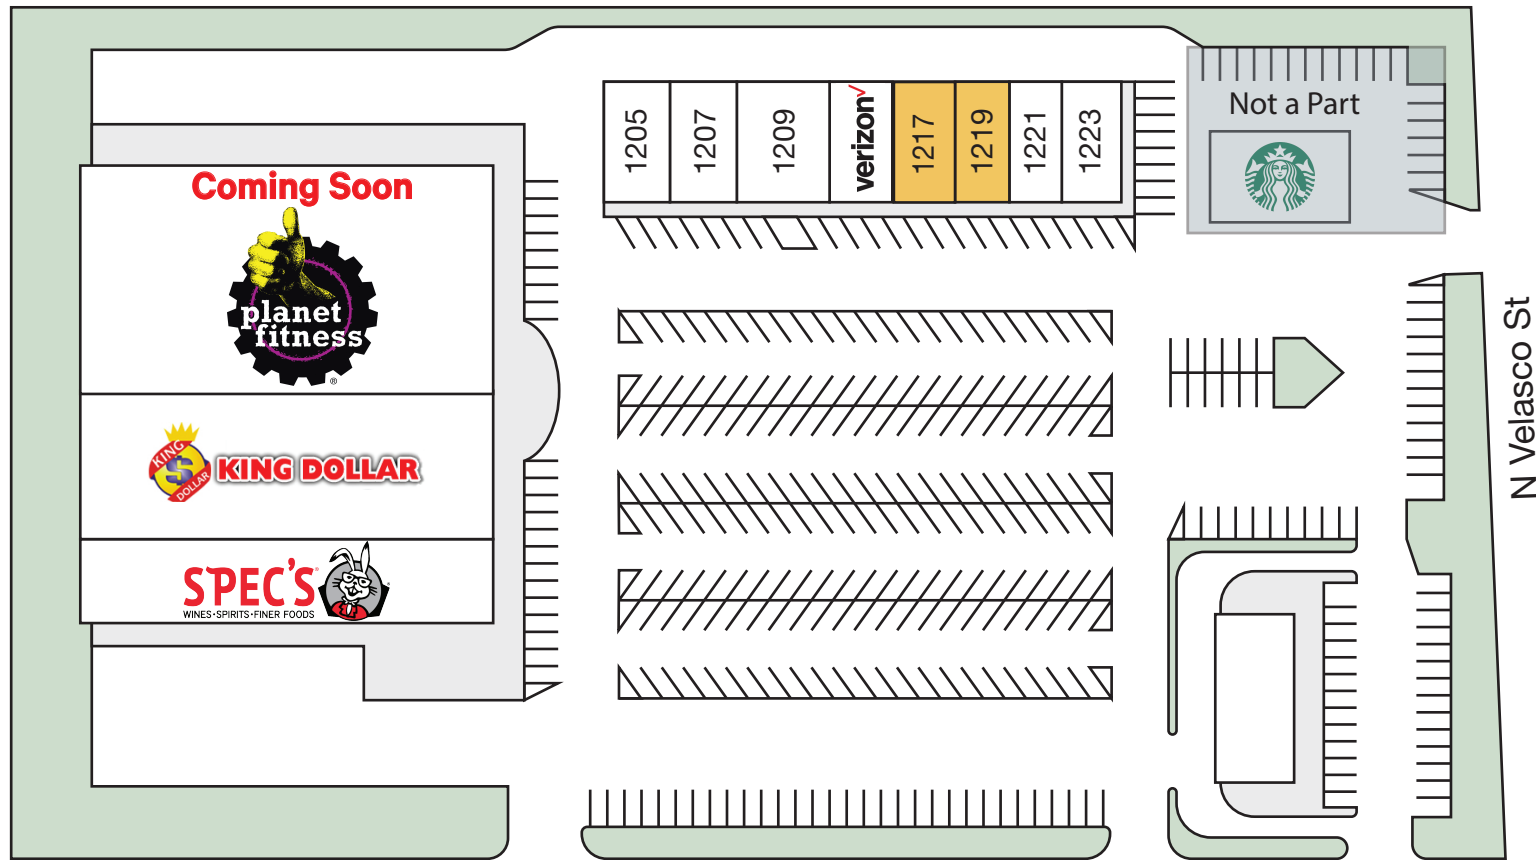 Coming Soon
planet
fitness
®
KING
$
DOLLAR
KING DOLLAR
SPEC'S
WINES•SPIRITS•FINER FOODS
1205
1207
1209
verizon✓
1217
1219
1221
1223
Not a Part
N Velasco St